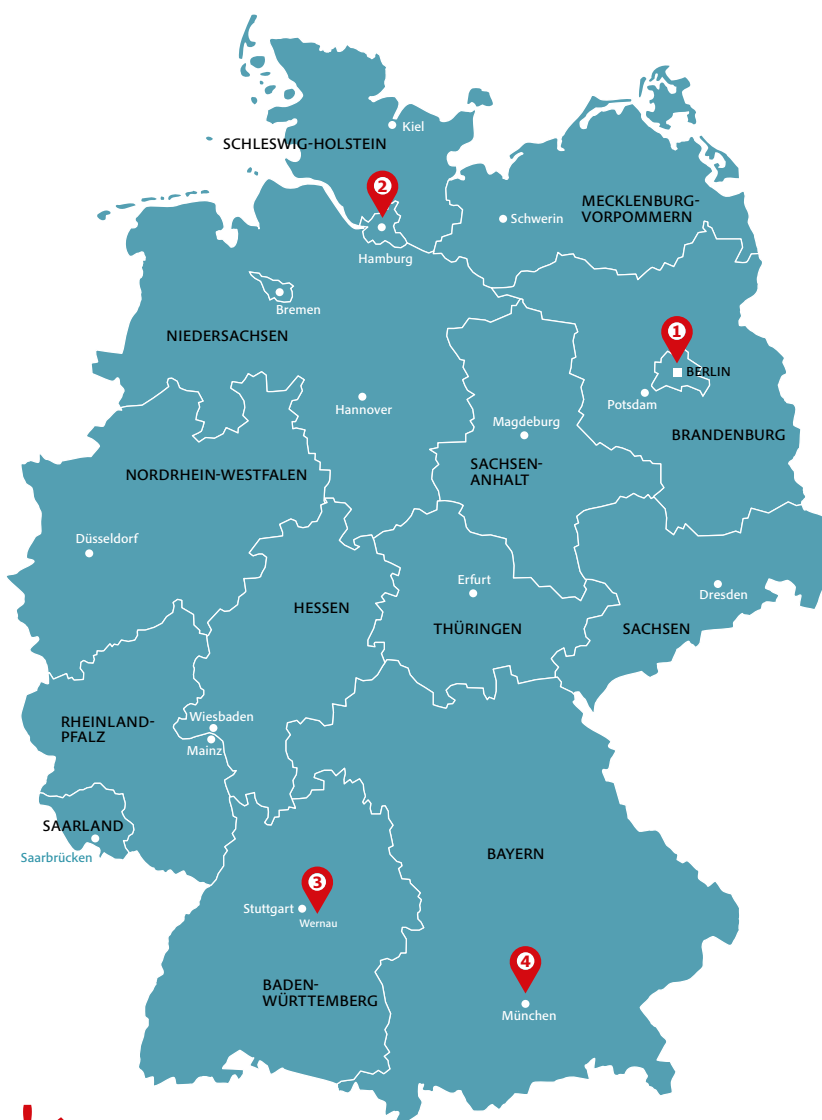 Kiel
SCHLESWIG-HOLSTEIN
2
MECKLENBURG-
VORPOMMERN
Schwerin
Hamburg
Bremen
NIEDERSACHSEN
1
BERLIN
Potsdam
Hannover
Magdeburg
BRANDENBURG
SACHSEN-
ANHALT
NORDRHEIN-WESTFALEN
Düsseldorf
Erfurt
Dresden
HESSEN
THÜRINGEN
SACHSEN
RHEINLAND-
PFALZ
Wiesbaden
Mainz
SAARLAND
Saarbrücken
BAYERN
3
Stuttgart
Wernau
4
BADEN-
WÜRTTEMBERG
München